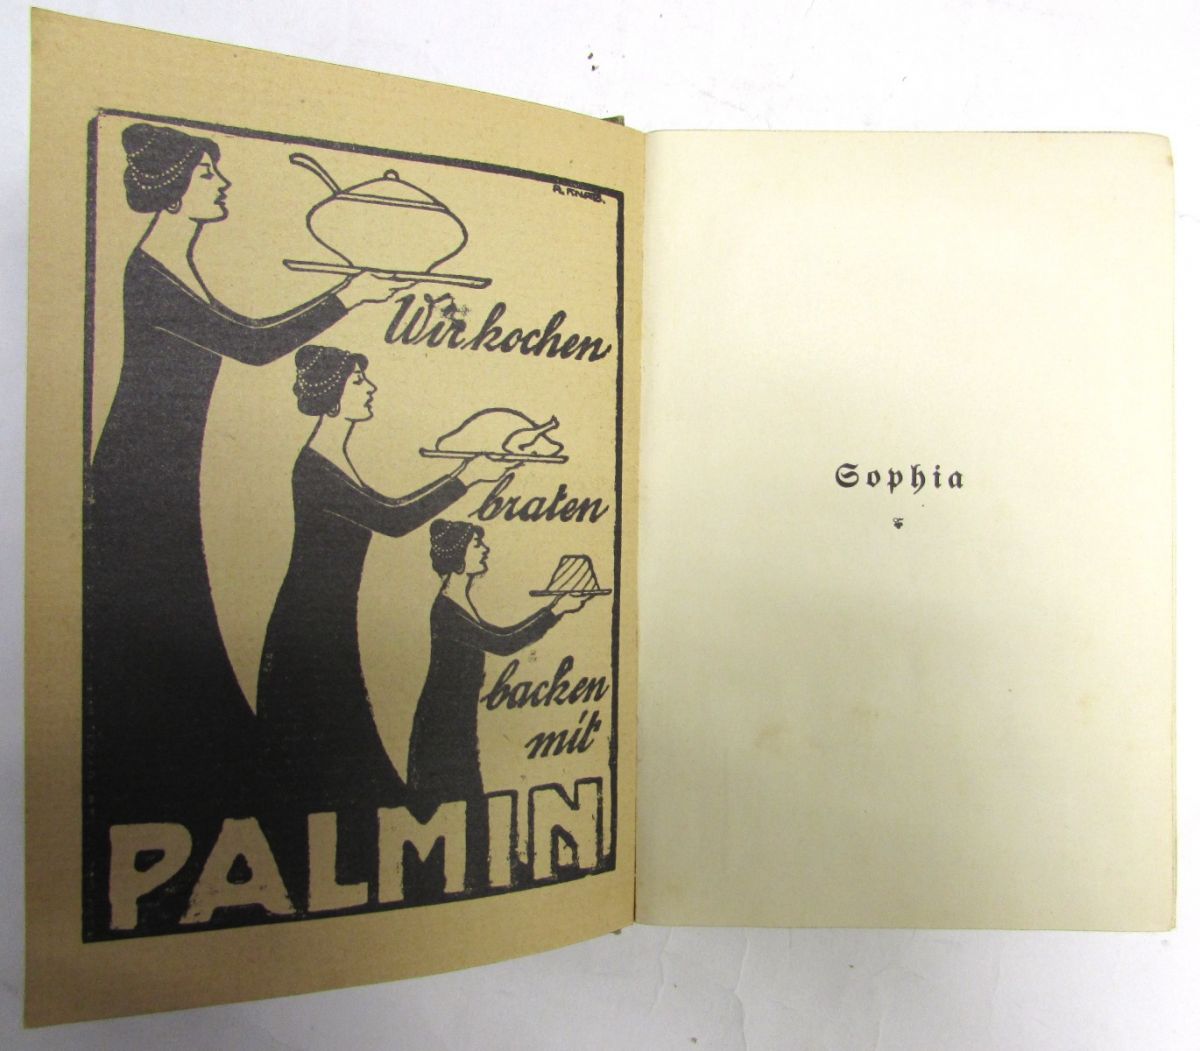 Wir kochen
braten
backen
mit
PALMIN
Sophia